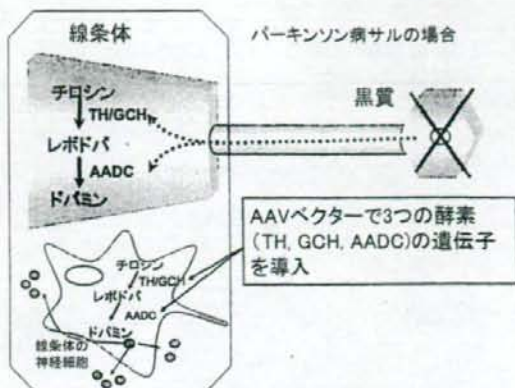 線条体
パーキンソン病サルの場合
チロシン
TH/GCH
レボドパ
AADC
ドパミン
黒質
AAVベクターで3つの酵素
(TH, GCH, AADC)の遺伝子
を導入
チロシン
TH/GCH
レボドパ
AADC
ドパミン
線条体の
神経細胞